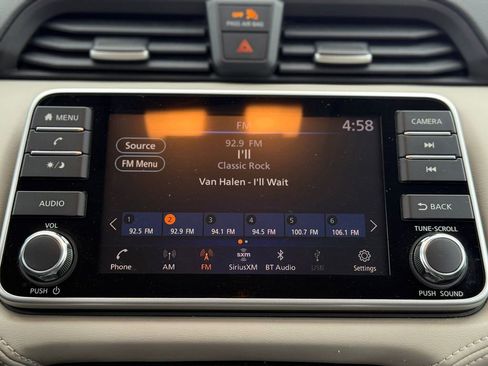 OFF
PASS AIR BAG
MENU
AUDIO
VOL
PUSH
FM
4:58
Source
FM Menu
92.9 FM
I'll
Classic Rock
Van Halen - I'll Wait
1 2 3 4 5 6
92.5 FM 92.9 FM 94.1 FM 94.5 FM 100.7 FM 106.1 FM
Phone AM FM sxm SiriusXM BT Audio USB Settings
CAMERA
BACK
TUNE·SCROLL
PUSH SOUND